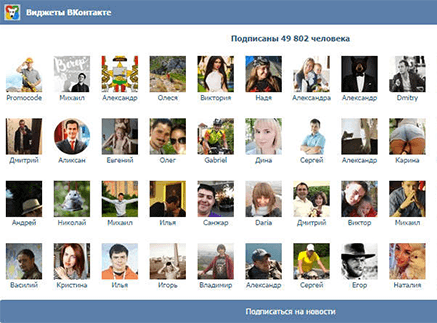 Виджеты ВКонтакте
Подписаны 49 802 человека
Promocode Михаил Александр Олеся Виктория Надя Александра Александр Dmitry
Дмитрий Аликсан Евгений Олег Gabriel Дина Сергей Александр Карина
Андрей Николай Михаил Илья Санжар Daria Дмитрий Виктор Михаил
Василий Кристина Илья Игорь Владимир Александр Сергей Егор Наталия
Подписаться на новости